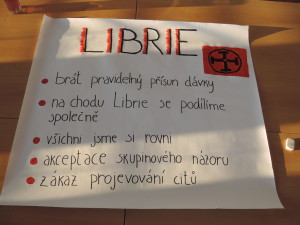 LIBRIE
brát pravidelný přísun dávky
na chodu Librie se podílíme
společně
všichni jsme si rovni
akceptace skupinového názoru
zákaz projevování citů